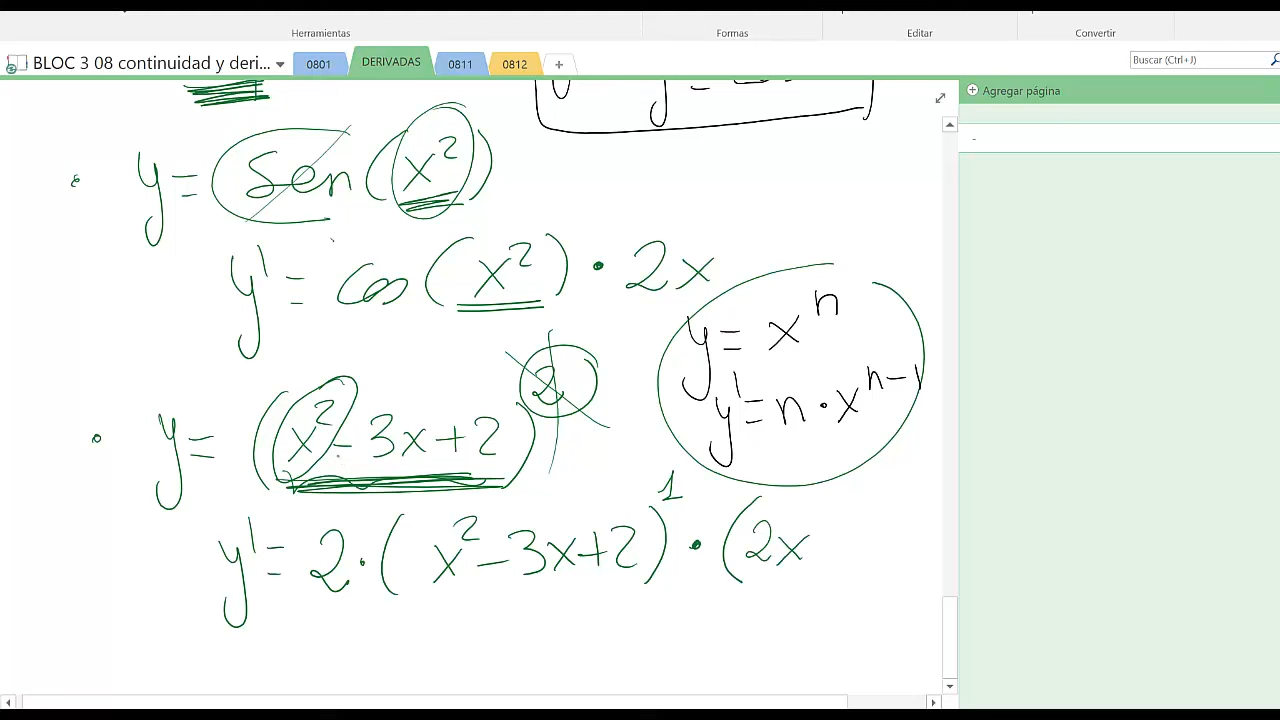 Herramientas Formas Editar Convertir
BLOC 3 08 continuidad y deri... 0801 DERIVADAS 0811 0812 + Buscar (Ctrl+J)
Agregar página
• y = Sen (x²)
y' = cos (x²) • 2x
y = xⁿ
y' = n • xⁿ⁻¹
• y = (x² - 3x + 2)²
y' = 2 • (x² - 3x + 2)¹ • (2x